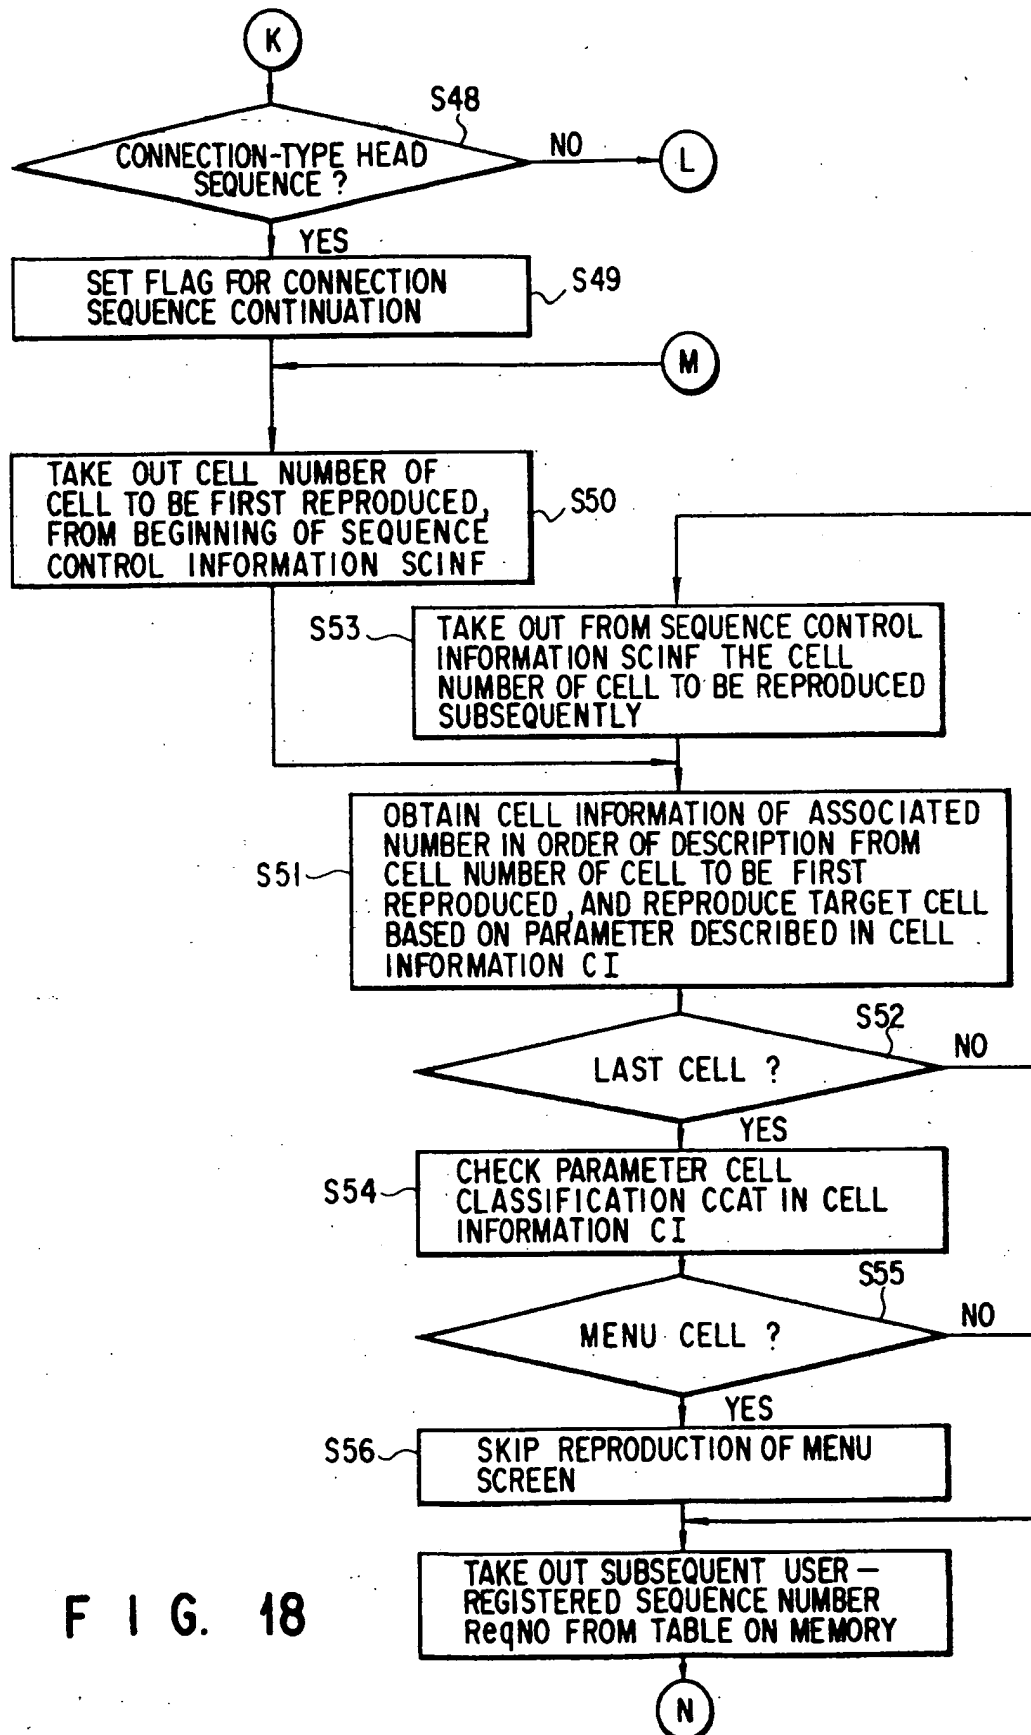 K
S48
CONNECTION-TYPE HEAD
SEQUENCE ?
NO
L
YES
SET FLAG FOR CONNECTION
SEQUENCE CONTINUATION
S49
M
TAKE OUT CELL NUMBER OF
CELL TO BE FIRST REPRODUCED,
FROM BEGINNING OF SEQUENCE
CONTROL INFORMATION SCINF
S50
S53
TAKE OUT FROM SEQUENCE CONTROL
INFORMATION SCINF THE CELL
NUMBER OF CELL TO BE REPRODUCED
SUBSEQUENTLY
S51
OBTAIN CELL INFORMATION OF ASSOCIATED
NUMBER IN ORDER OF DESCRIPTION FROM
CELL NUMBER OF CELL TO BE FIRST
REPRODUCED, AND REPRODUCE TARGET CELL
BASED ON PARAMETER DESCRIBED IN CELL
INFORMATION CI
S52
LAST CELL ?
NO
YES
S54
CHECK PARAMETER CELL
CLASSIFICATION CCAT IN CELL
INFORMATION CI
S55
MENU CELL ?
NO
YES
S56
SKIP REPRODUCTION OF MENU
SCREEN
TAKE OUT SUBSEQUENT USER–
REGISTERED SEQUENCE NUMBER
ReqNO FROM TABLE ON MEMORY
N
FIG. 18